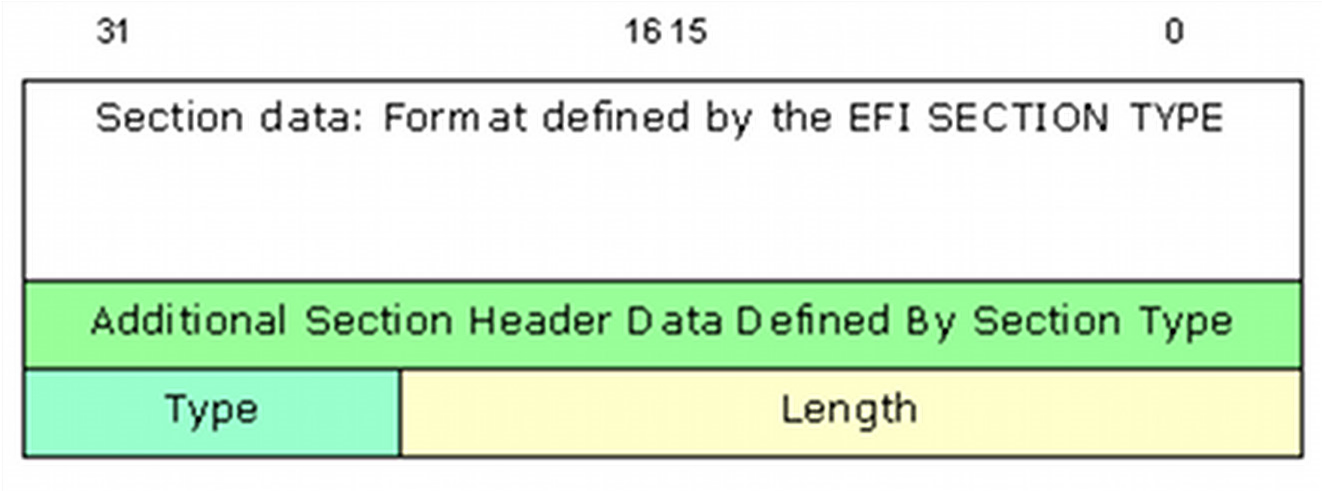 31 16 15 0
Section data: Format defined by the EFI SECTION TYPE
Additional Section Header Data Defined By Section Type
Type Length